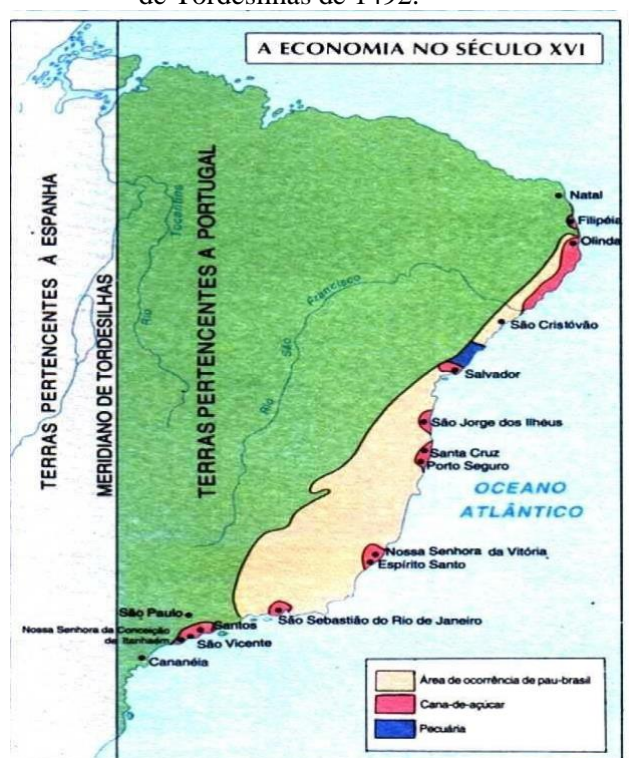 de Tordesilhas de 1492.
A ECONOMIA NO SÉCULO XVI
TERRAS PERTENCENTES À ESPANHA
MERIDIANO DE TORDESILHAS
TERRAS PERTENCENTES A PORTUGAL
Rio
Tocantins
Rio
São
Francisco
Natal
Filipéia
Olinda
São Cristóvão
Salvador
São Jorge dos Ilhéus
Santa Cruz
Porto Seguro
OCEANO
ATLÂNTICO
Nossa Senhora da Vitória
Espírito Santo
São Sebastião do Rio de Janeiro
São Paulo
Santos
Nossa Senhora da Conceição
de Itanhaém
São Vicente
Cananéia
Área de ocorrência de pau-brasil
Cana-de-açúcar
Pecuária